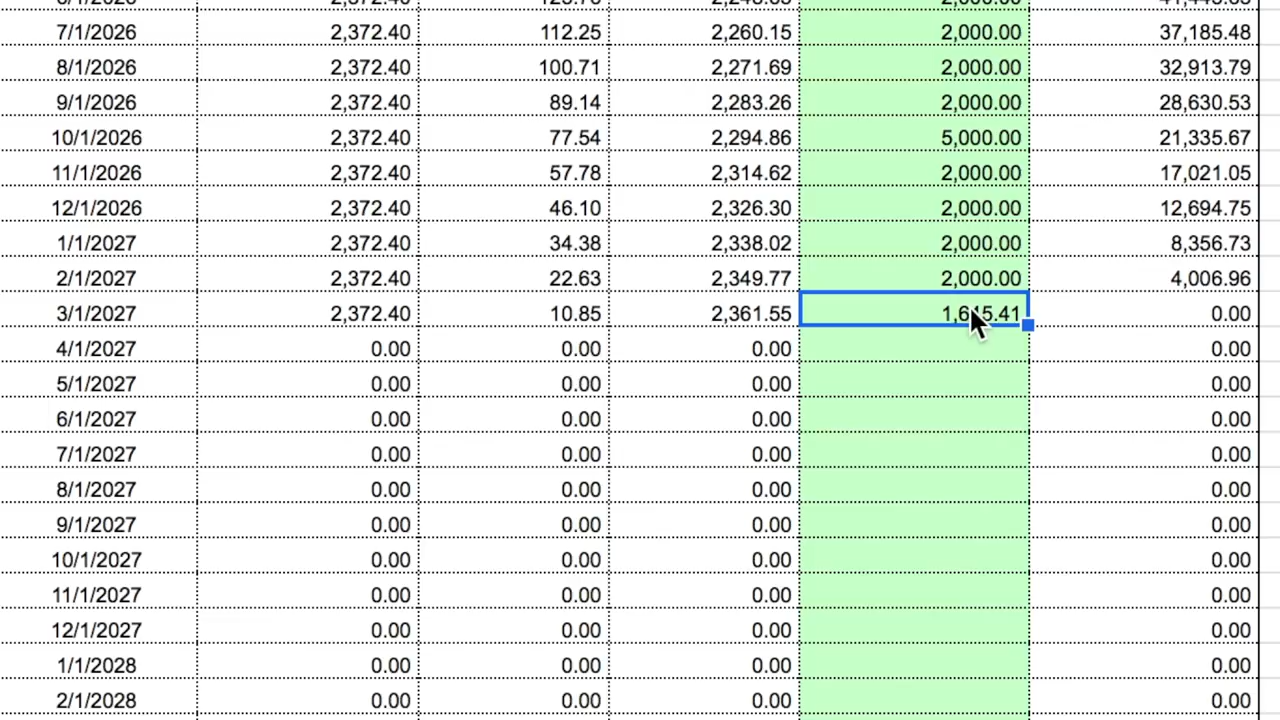 7/1/2026 2,372.40 112.25 2,260.15 2,000.00 37,185.48
8/1/2026 2,372.40 100.71 2,271.69 2,000.00 32,913.79
9/1/2026 2,372.40 89.14 2,283.26 2,000.00 28,630.53
10/1/2026 2,372.40 77.54 2,294.86 5,000.00 21,335.67
11/1/2026 2,372.40 57.78 2,314.62 2,000.00 17,021.05
12/1/2026 2,372.40 46.10 2,326.30 2,000.00 12,694.75
1/1/2027 2,372.40 34.38 2,338.02 2,000.00 8,356.73
2/1/2027 2,372.40 22.63 2,349.77 2,000.00 4,006.96
3/1/2027 2,372.40 10.85 2,361.55 1,645.41 0.00
4/1/2027 0.00 0.00 0.00 0.00
5/1/2027 0.00 0.00 0.00 0.00
6/1/2027 0.00 0.00 0.00 0.00
7/1/2027 0.00 0.00 0.00 0.00
8/1/2027 0.00 0.00 0.00 0.00
9/1/2027 0.00 0.00 0.00 0.00
10/1/2027 0.00 0.00 0.00 0.00
11/1/2027 0.00 0.00 0.00 0.00
12/1/2027 0.00 0.00 0.00 0.00
1/1/2028 0.00 0.00 0.00 0.00
2/1/2028 0.00 0.00 0.00 0.00